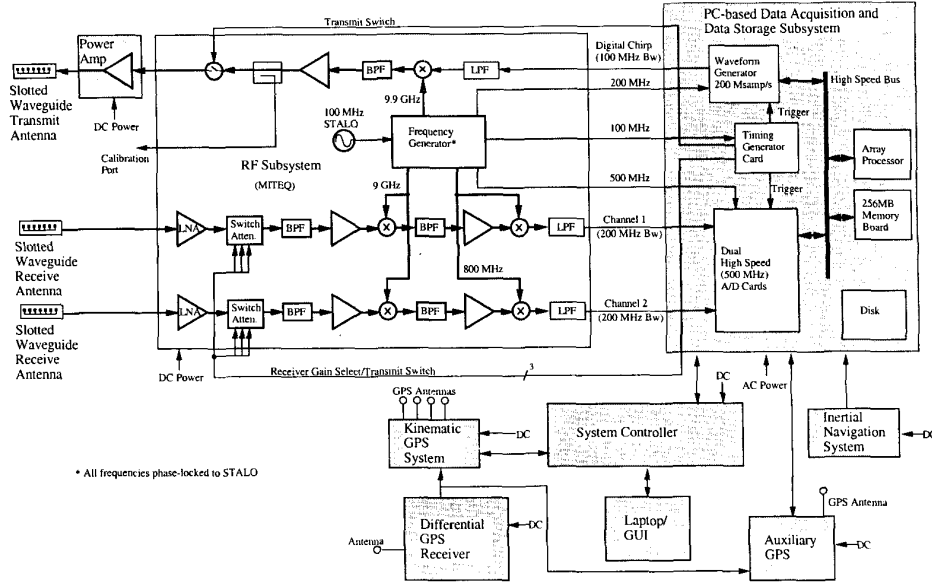 Transmit Switch
PC-based Data Acquisition and
Data Storage Subsystem
Power
Amp
Slotted
Waveguide
Transmit
Antenna
DC Power
Calibration
Port
BPF
LPF
Digital Chirp
(100 MHz Bw)
200 MHz
9.9 GHz
100 MHz
STALO
Frequency
Generator*
RF Subsystem
(MITEQ)
100 MHz
500 MHz
9 GHz
Waveform
Generator
200 Msamp/s
High Speed Bus
Trigger
Timing
Generator
Card
Trigger
Array
Processor
256MB
Memory
Board
Slotted
Waveguide
Receive
Antenna
LNA
Switch
Atten.
BPF
BPF
LPF
Channel 1
(200 MHz Bw)
Dual
High Speed
(500 MHz)
A/D Cards
800 MHz
Slotted
Waveguide
Receive
Antenna
LNA
Switch
Atten.
BPF
BPF
LPF
Channel 2
(200 MHz Bw)
Disk
DC Power
Receiver Gain Select/Transmit Switch
3
GPS Antennas
DC
AC Power
Kinematic
GPS
System
DC
System Controller
Inertial
Navigation
System
DC
* All frequencies phase-locked to STALO
Antenna
Differential
GPS
Receiver
DC
Laptop/
GUI
GPS Antenna
Auxiliary
GPS
DC